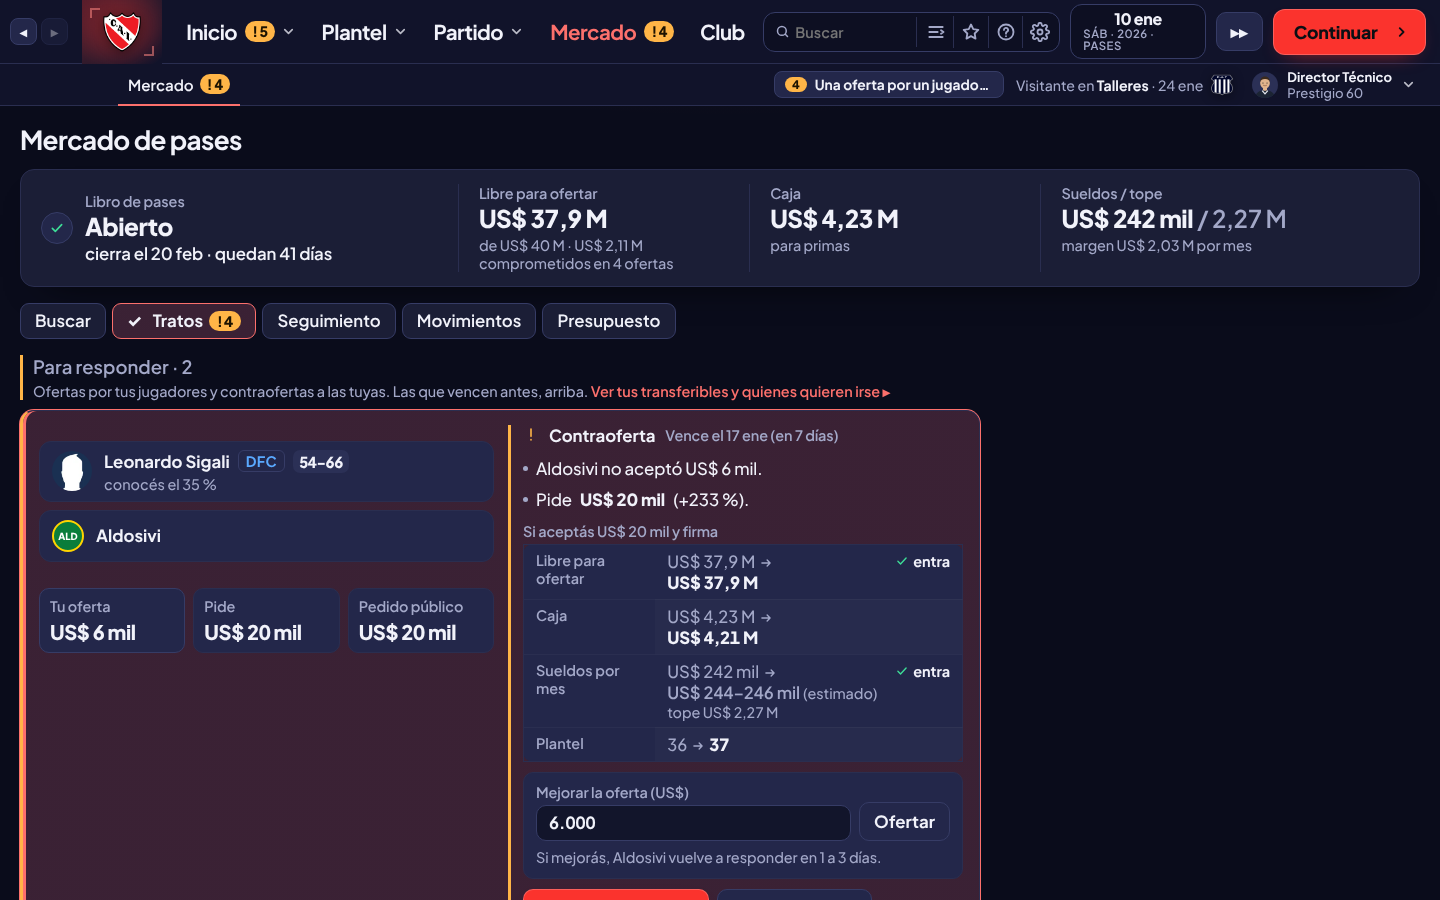 Inicio !5
Plantel
Partido
Mercado !4
Club
Buscar
10 ene
SÁB · 2026 ·
PASES
Continuar
Mercado !4
4 Una oferta por un jugado…
Visitante en Talleres · 24 ene
Director Técnico
Prestigio 60
Mercado de pases
Libro de pases
Abierto
cierra el 20 feb · quedan 41 días
Libre para ofertar
US$ 37,9 M
de US$ 40 M · US$ 2,11 M
comprometidos en 4 ofertas
Caja
US$ 4,23 M
para primas
Sueldos / tope
US$ 242 mil / 2,27 M
margen US$ 2,03 M por mes
Buscar
Tratos !4
Seguimiento
Movimientos
Presupuesto
Para responder · 2
Ofertas por tus jugadores y contraofertas a las tuyas. Las que vencen antes, arriba. Ver tus transferibles y quienes quieren irse ▸
Leonardo Sigali DFC 54–66
conocés el 35 %
ALD Aldosivi
Tu oferta
US$ 6 mil
Pide
US$ 20 mil
Pedido público
US$ 20 mil
! Contraoferta Vence el 17 ene (en 7 días)
• Aldosivi no aceptó US$ 6 mil.
• Pide US$ 20 mil (+233 %).
Si aceptás US$ 20 mil y firma
Libre para ofertar
US$ 37,9 M →
US$ 37,9 M
✓ entra
Caja
US$ 4,23 M →
US$ 4,21 M
Sueldos por mes
US$ 242 mil →
US$ 244–246 mil (estimado)
tope US$ 2,27 M
✓ entra
Plantel
36 → 37
Mejorar la oferta (US$)
6.000
Ofertar
Si mejorás, Aldosivi vuelve a responder en 1 a 3 días.